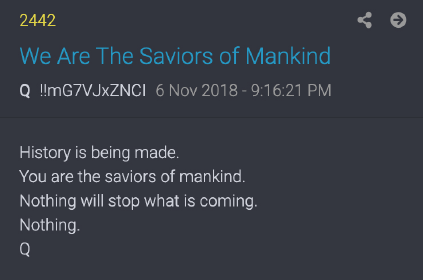 2442
We Are The Saviors of Mankind
Q !!mG7VJxZNCI 6 Nov 2018 - 9:16:21 PM
History is being made.
You are the saviors of mankind.
Nothing will stop what is coming.
Nothing.
Q